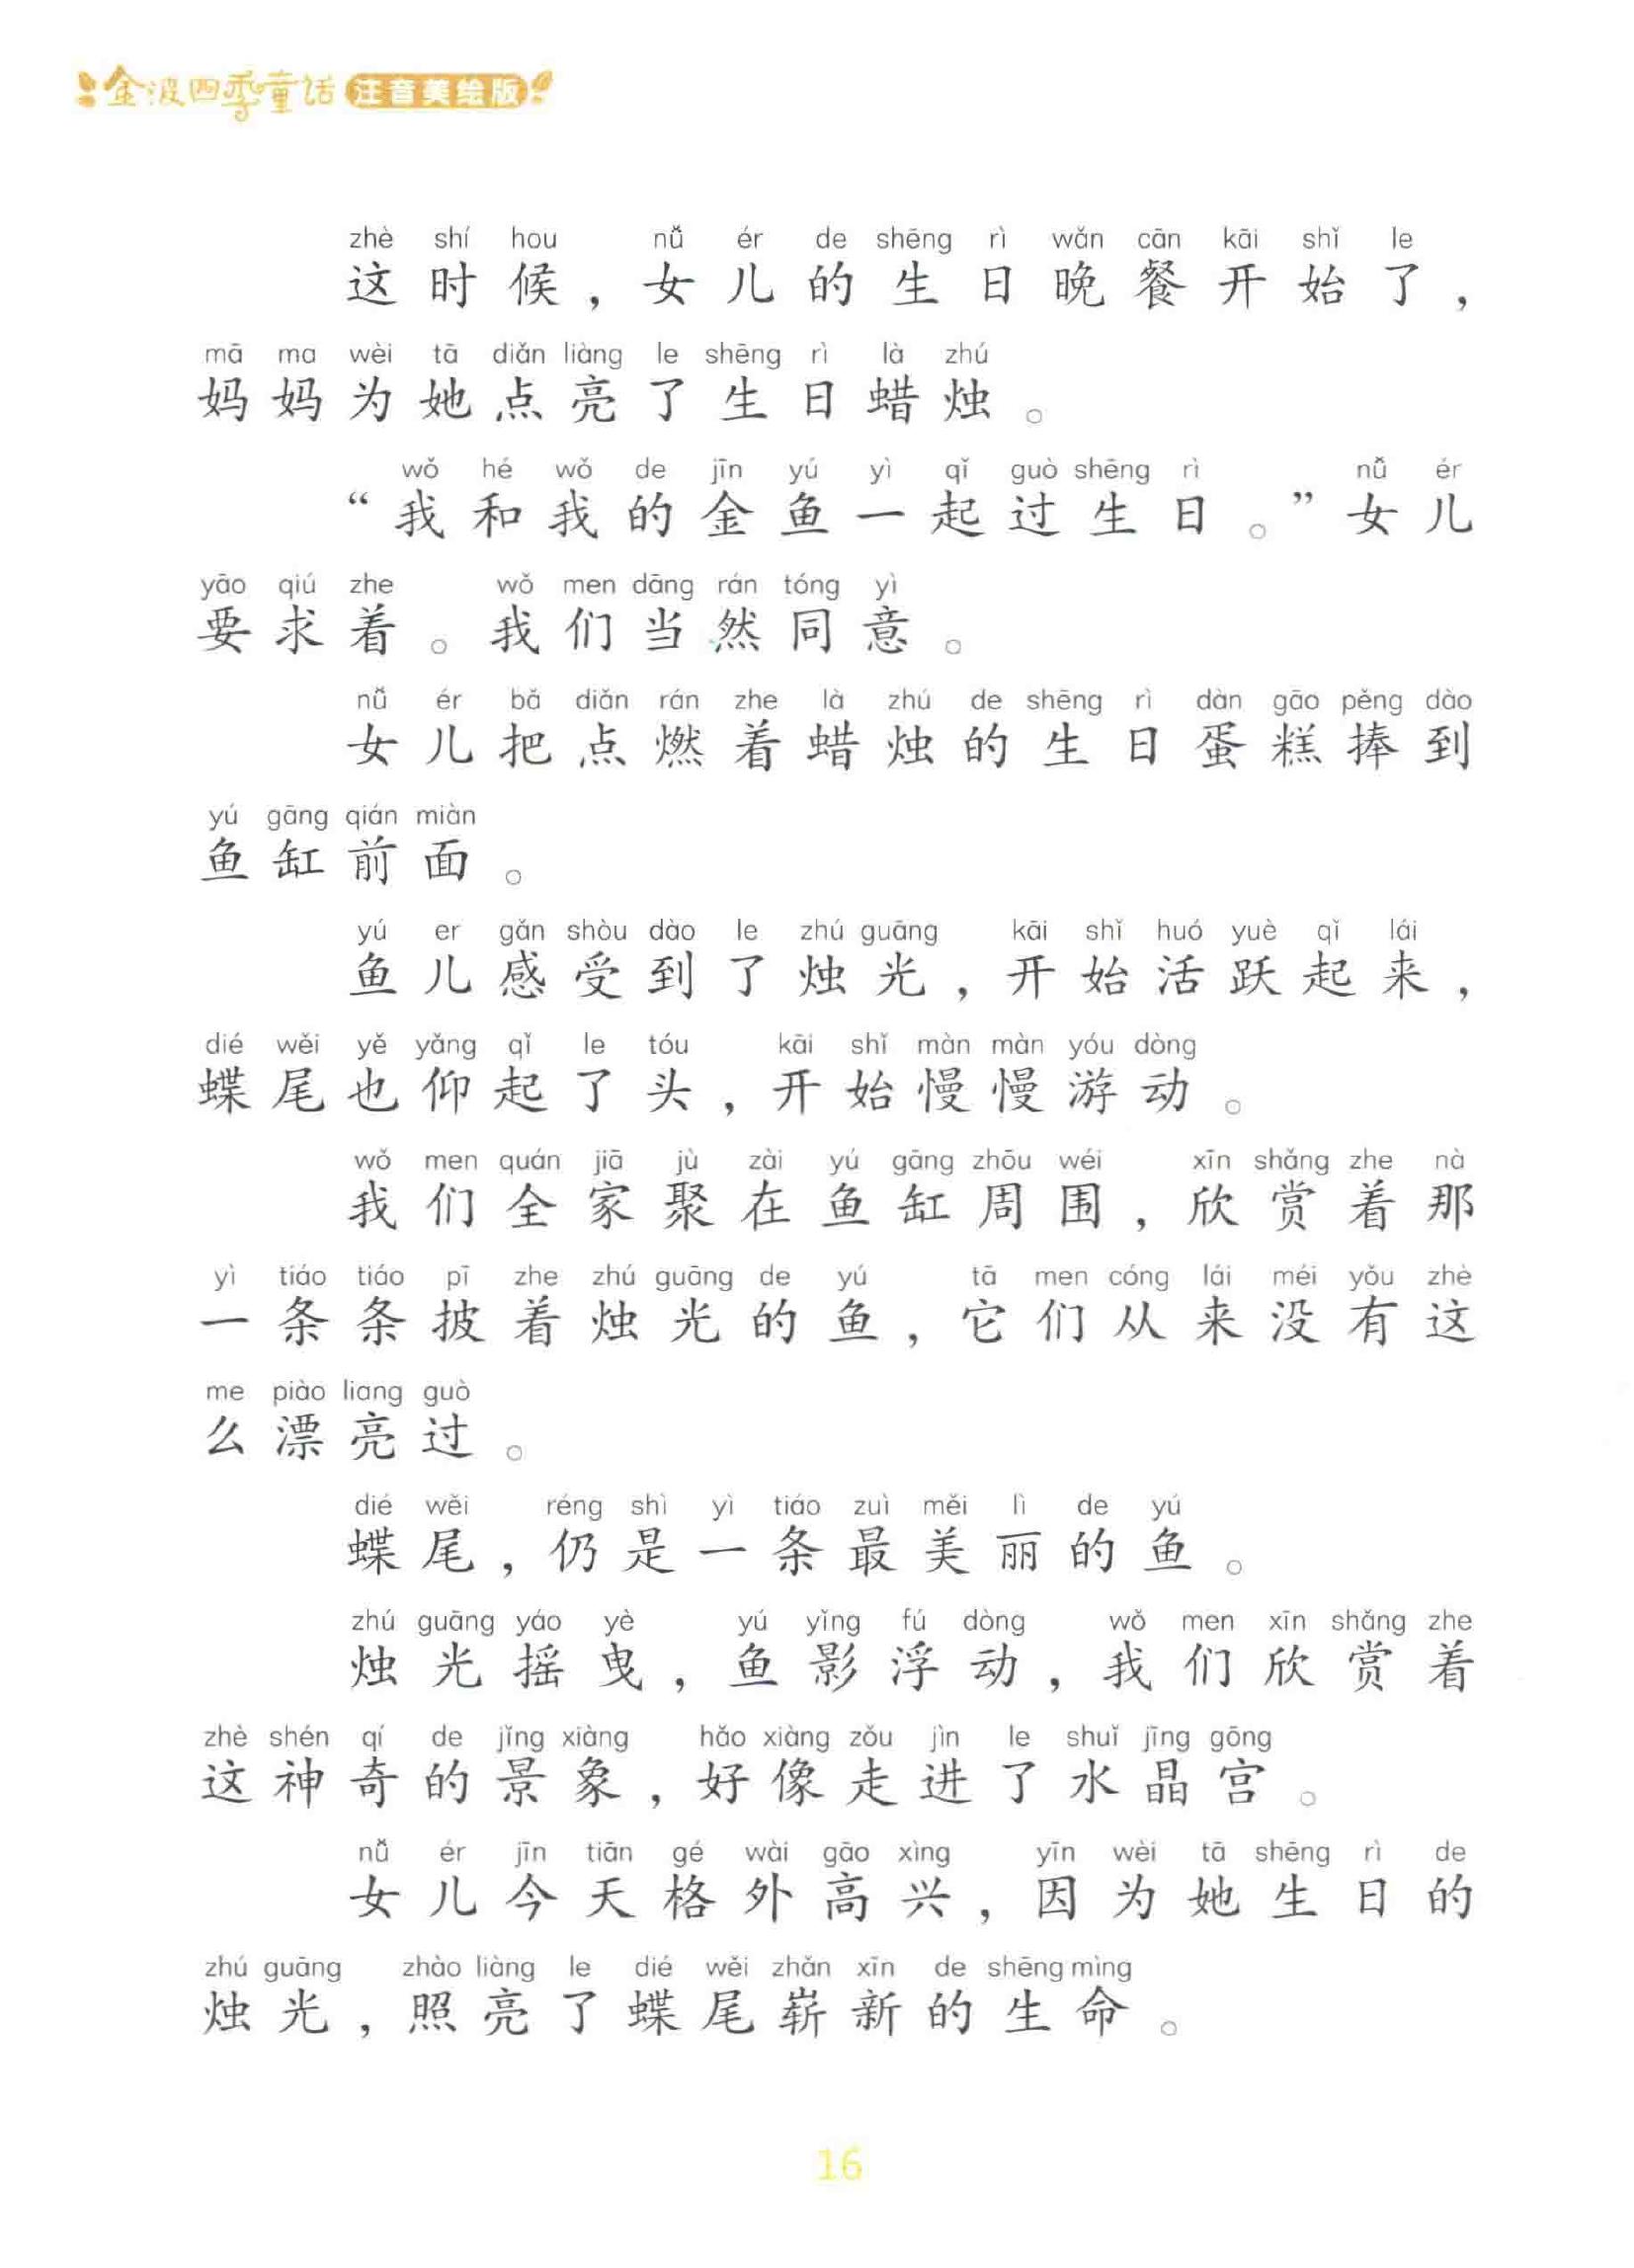 金波四季童话 注音美绘版
zhè shí hou nǚ ér de shēng rì wǎn cān kāi shǐ le
这时候，女儿的生日晚餐开始了，
mā ma wèi tā diǎn liàng le shēng rì là zhú
妈妈为她点亮了生日蜡烛。
wǒ hé wǒ de jīn yú yì qǐ guò shēng rì nǚ ér
“我和我的金鱼一起过生日。”女儿
yāo qiú zhe wǒ men dāng rán tóng yì
要求着。我们当然同意。
nǚ ér bǎ diǎn rán zhe là zhú de shēng rì dàn gāo pěng dào
女儿把点燃着蜡烛的生日蛋糕捧到
yú gāng qián miàn
鱼缸前面。
yú er gǎn shòu dào le zhú guāng kāi shǐ huó yuè qǐ lái
鱼儿感受到了烛光，开始活跃起来，
dié wěi yě yǎng qǐ le tóu kāi shǐ màn màn yóu dòng
蝶尾也仰起了头，开始慢慢游动。
wǒ men quán jiā jù zài yú gāng zhōu wéi xīn shǎng zhe nà
我们全家聚在鱼缸周围，欣赏着那
yì tiáo tiáo pī zhe zhú guāng de yú tā men cóng lái méi yǒu zhè
一条条披着烛光的鱼，它们从来没有这
me piào liang guò
么漂亮过。
dié wěi réng shì yì tiáo zuì měi lì de yú
蝶尾，仍是一条最美丽的鱼。
zhú guāng yáo yè yú yǐng fú dòng wǒ men xīn shǎng zhe
烛光摇曳，鱼影浮动，我们欣赏着
zhè shén qí de jǐng xiàng hǎo xiàng zǒu jìn le shuǐ jīng gōng
这神奇的景象，好像走进了水晶宫。
nǚ ér jīn tiān gé wài gāo xìng yīn wèi tā shēng rì de
女儿今天格外高兴，因为她生日的
zhú guāng zhào liàng le dié wěi zhǎn xīn de shēng mìng
烛光，照亮了蝶尾崭新的生命。
16